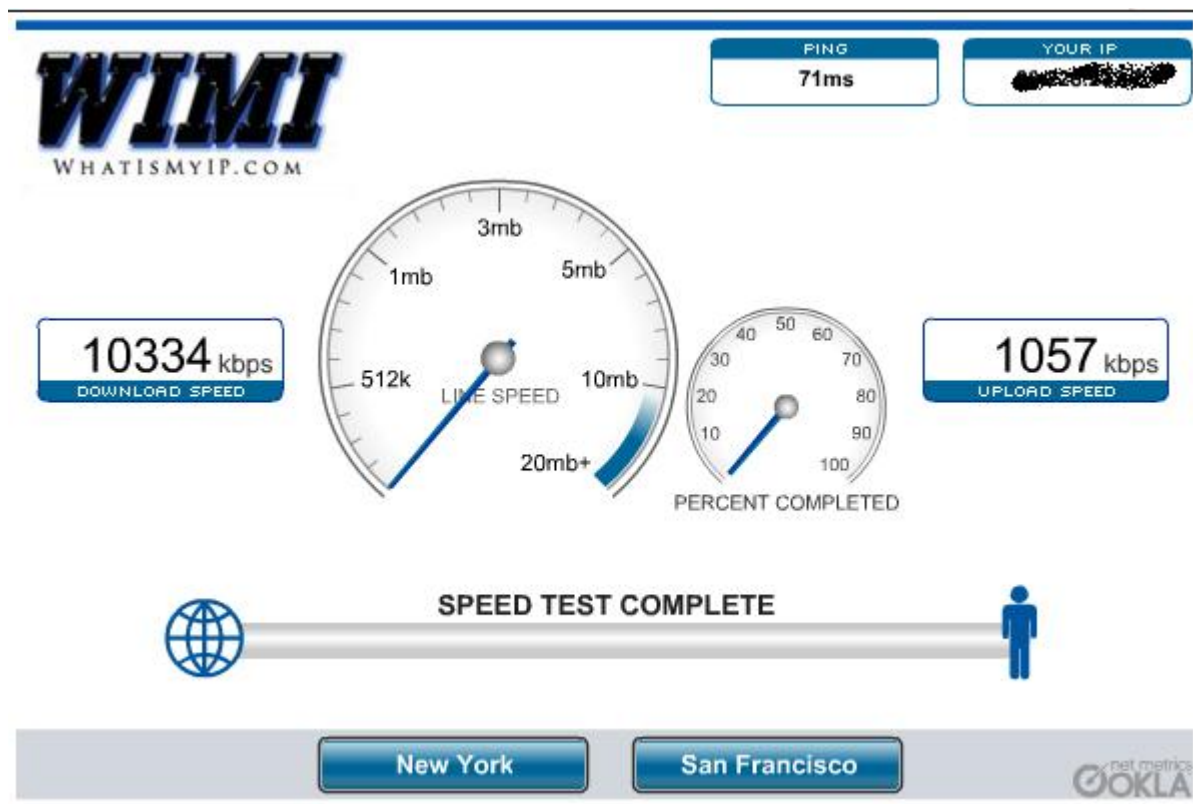 WIMI
WHATISMYIP.COM
PING
71ms
YOUR IP
3mb
1mb
5mb
512k
10mb
20mb+
LINE SPEED
10334 kbps
DOWNLOAD SPEED
10
20
30
40
50
60
70
80
90
100
PERCENT COMPLETED
1057 kbps
UPLOAD SPEED
SPEED TEST COMPLETE
New York
San Francisco
net metrics
OOKLA